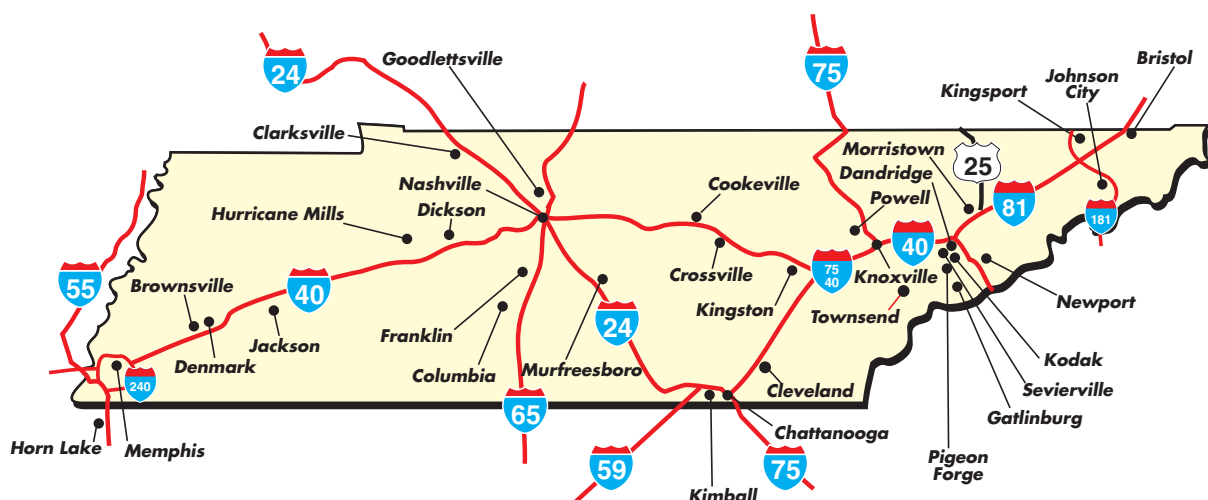 24
Goodlettsville
75
Bristol
Johnson
City
Kingsport
Clarksville
Morristown
25
Dandridge
Nashville
Cookeville
Powell
Dickson
Hurricane Mills
81
181
40
55
Crossville
75
40
Knoxville
Brownsville
40
Kingston
Newport
Townsend
Franklin
24
Jackson
Denmark
Kodak
Columbia
Murfreesboro
Cleveland
Sevierville
240
65
Gatlinburg
Chattanooga
Horn Lake
Memphis
Pigeon
Forge
59
75
Kimball